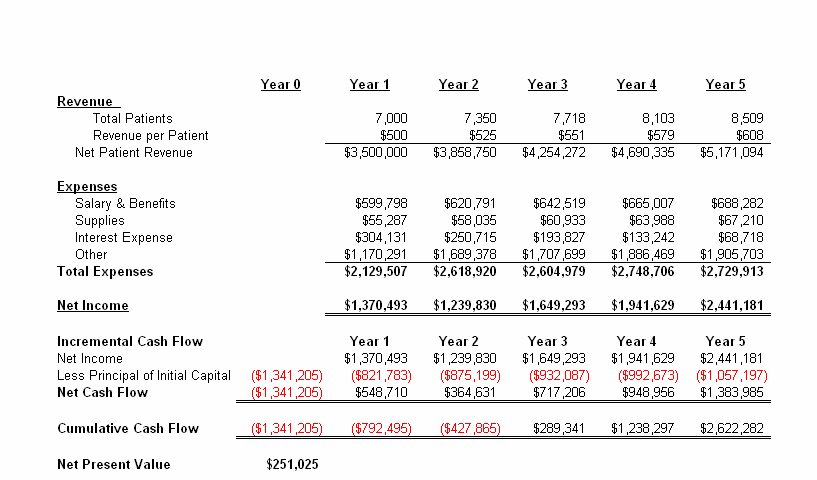 Year 0 Year 1 Year 2 Year 3 Year 4 Year 5
Revenue
Total Patients 7,000 7,350 7,718 8,103 8,509
Revenue per Patient $500 $525 $551 $579 $608
Net Patient Revenue $3,500,000 $3,858,750 $4,254,272 $4,690,335 $5,171,094
Expenses
Salary & Benefits $599,798 $620,791 $642,519 $665,007 $688,282
Supplies $55,287 $58,035 $60,933 $63,988 $67,210
Interest Expense $304,131 $250,715 $193,827 $133,242 $68,718
Other $1,170,291 $1,689,378 $1,707,699 $1,886,469 $1,905,703
Total Expenses $2,129,507 $2,618,920 $2,604,979 $2,748,706 $2,729,913
Net Income $1,370,493 $1,239,830 $1,649,293 $1,941,629 $2,441,181
Incremental Cash Flow Year 1 Year 2 Year 3 Year 4 Year 5
Net Income $1,370,493 $1,239,830 $1,649,293 $1,941,629 $2,441,181
Less Principal of Initial Capital ($1,341,205) ($821,783) ($875,199) ($932,087) ($992,673) ($1,057,197)
Net Cash Flow ($1,341,205) $548,710 $364,631 $717,206 $948,956 $1,383,985
Cumulative Cash Flow ($1,341,205) ($792,495) ($427,865) $289,341 $1,238,297 $2,622,282
Net Present Value $251,025